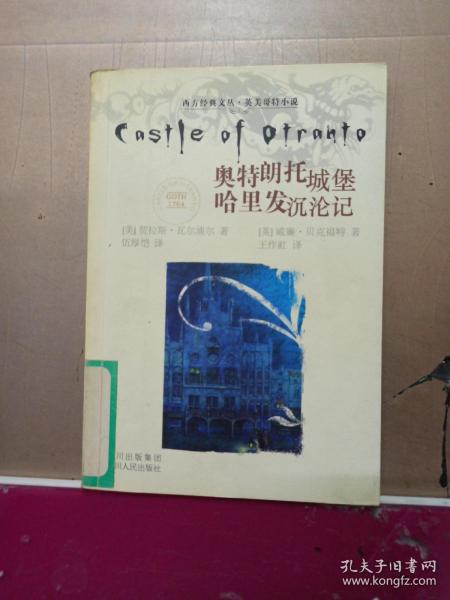 西方经典文丛·英美哥特小说
Castle of Otranto
奥特朗托城堡
哈里发沉沦记
GOTH
1764
[英] 贺拉斯·瓦尔浦尔 著
伍厚恺 译
[英] 威廉·贝克福特 著
王作虹 译
川出版集团
川人民出版社
孔夫子旧书网
www.kongfz.com